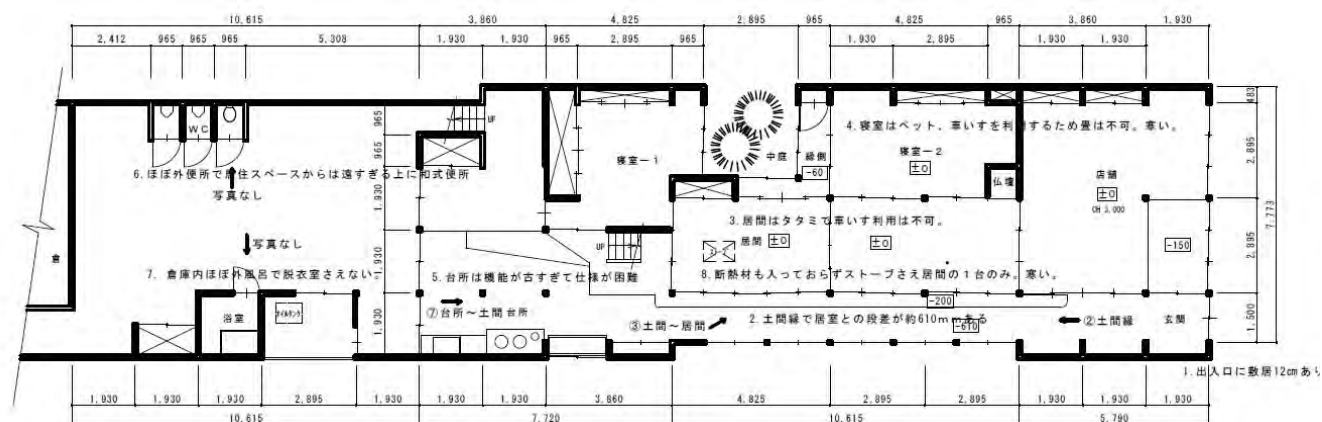 10,615 3,860 4,825 2,895 965 4,825 965 3,860 1,930
2,412 965 965 965 5,308 1,930 1,930 965 2,895 965 1,930 2,895 1,930 1,930
483
WC
965
UP
4.寝室はベット、車いすを利用するため畳は不可。寒い。
寝室ー1
中庭
縁側
寝室ー2
-60
±0
2,895
6.ほぼ外便所で居住スペースからは遠すぎる上に和式便所
965
仏壇
店舗
±0
CH 3,000
写真なし
1,930
3.居間はタタミで車いす利用は不可。
7,773
倉
写真なし
UP
居間
±0
±0
-150
2,895
7.倉庫内ほぼ外風呂で脱衣室さえない
1,930
5.台所は機能が古すぎて仕様が困難
8.断熱材も入っておらずストーブさえ居間の1台のみ。寒い。
浴室
オイルタンク
⑦台所～土間
台所
-200
1,930
③土間～居間
2.土間縁で居室との段差が約610mmある
-610
②土間縁
玄関
1,500
1.出入口に敷居12㎝あり
1,930 1,930 1,930 2,895 1,930 1,930 1,930 3,860 4,825 2,895 2,895 1,930 1,930 1,930
10,615 7,720 10,615 5,790